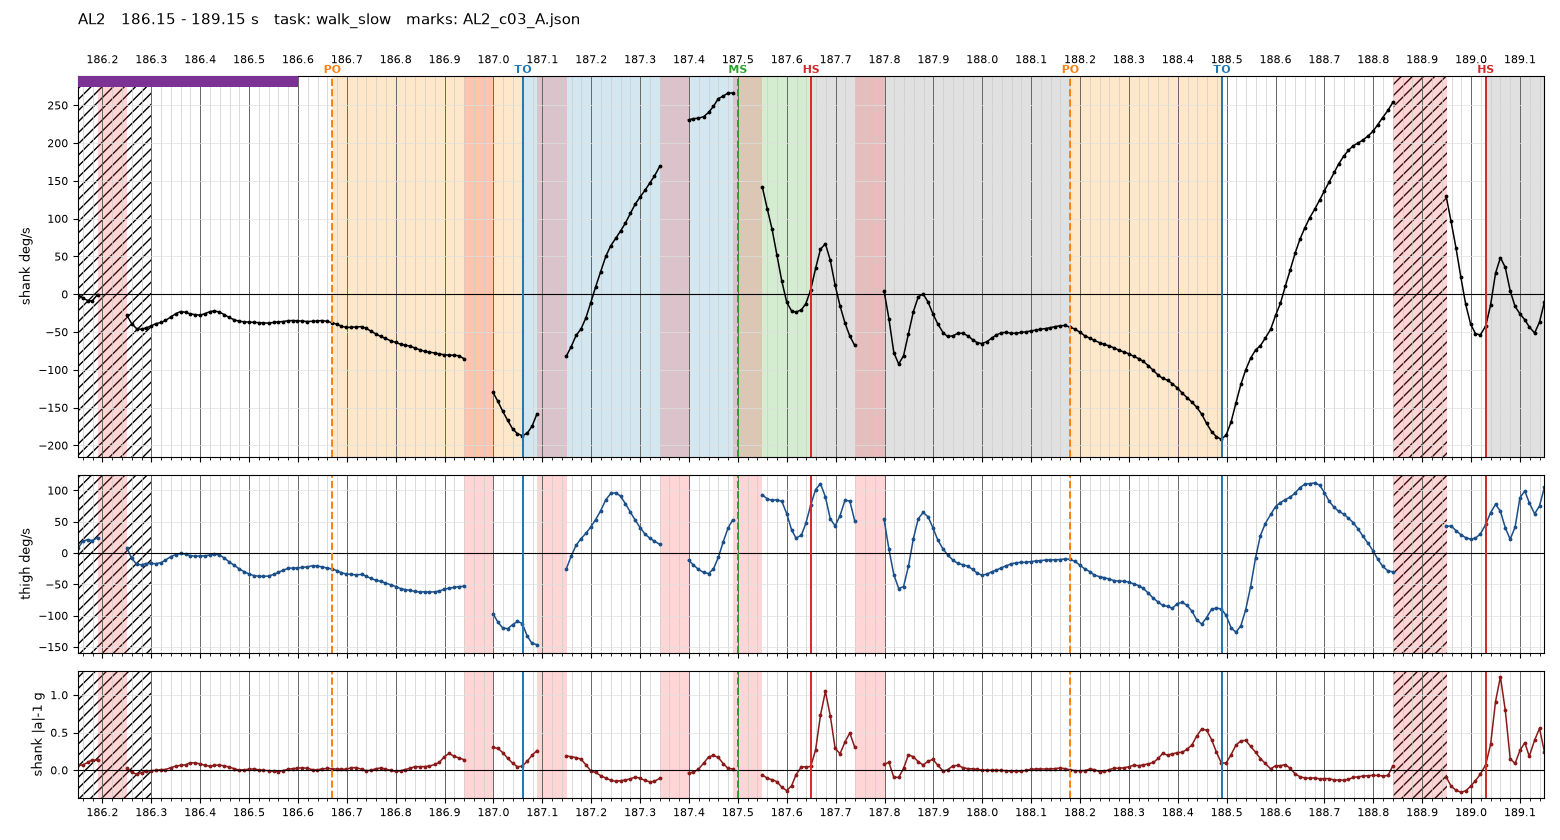 AL2   186.15 - 189.15 s   task: walk_slow   marks: AL2_c03_A.json
186.2 186.3 186.4 186.5 186.6 186.7 186.8 186.9 187.0 187.1 187.2 187.3 187.4 187.5 187.6 187.7 187.8 187.9 188.0 188.1 188.2 188.3 188.4 188.5 188.6 188.7 188.8 188.9 189.0 189.1
PO TO MS HS PO TO HS
shank deg/s
250
200
150
100
50
0
−50
−100
−150
−200
thigh deg/s
100
50
0
−50
−100
−150
shank |a|-1 g
1.0
0.5
0.0
186.2 186.3 186.4 186.5 186.6 186.7 186.8 186.9 187.0 187.1 187.2 187.3 187.4 187.5 187.6 187.7 187.8 187.9 188.0 188.1 188.2 188.3 188.4 188.5 188.6 188.7 188.8 188.9 189.0 189.1